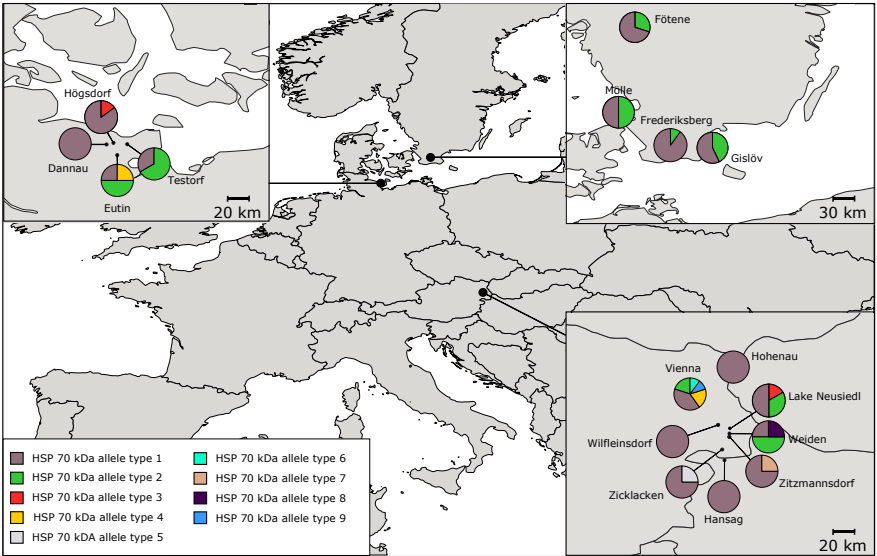 Högsdorf
Dannau
Testorf
Eutin
20 km
Fötene
Mölle
Frederiksberg
Gislöv
30 km
Hohenau
Vienna
Lake Neusiedl
Wilfleinsdorf
Weiden
Zitzmannsdorf
Zicklacken
Hansag
20 km
HSP 70 kDa allele type 1
HSP 70 kDa allele type 2
HSP 70 kDa allele type 3
HSP 70 kDa allele type 4
HSP 70 kDA allele type 5
HSP 70 kDa allele type 6
HSP 70 kDa allele type 7
HSP 70 kDa allele type 8
HSP 70 kDa allele type 9